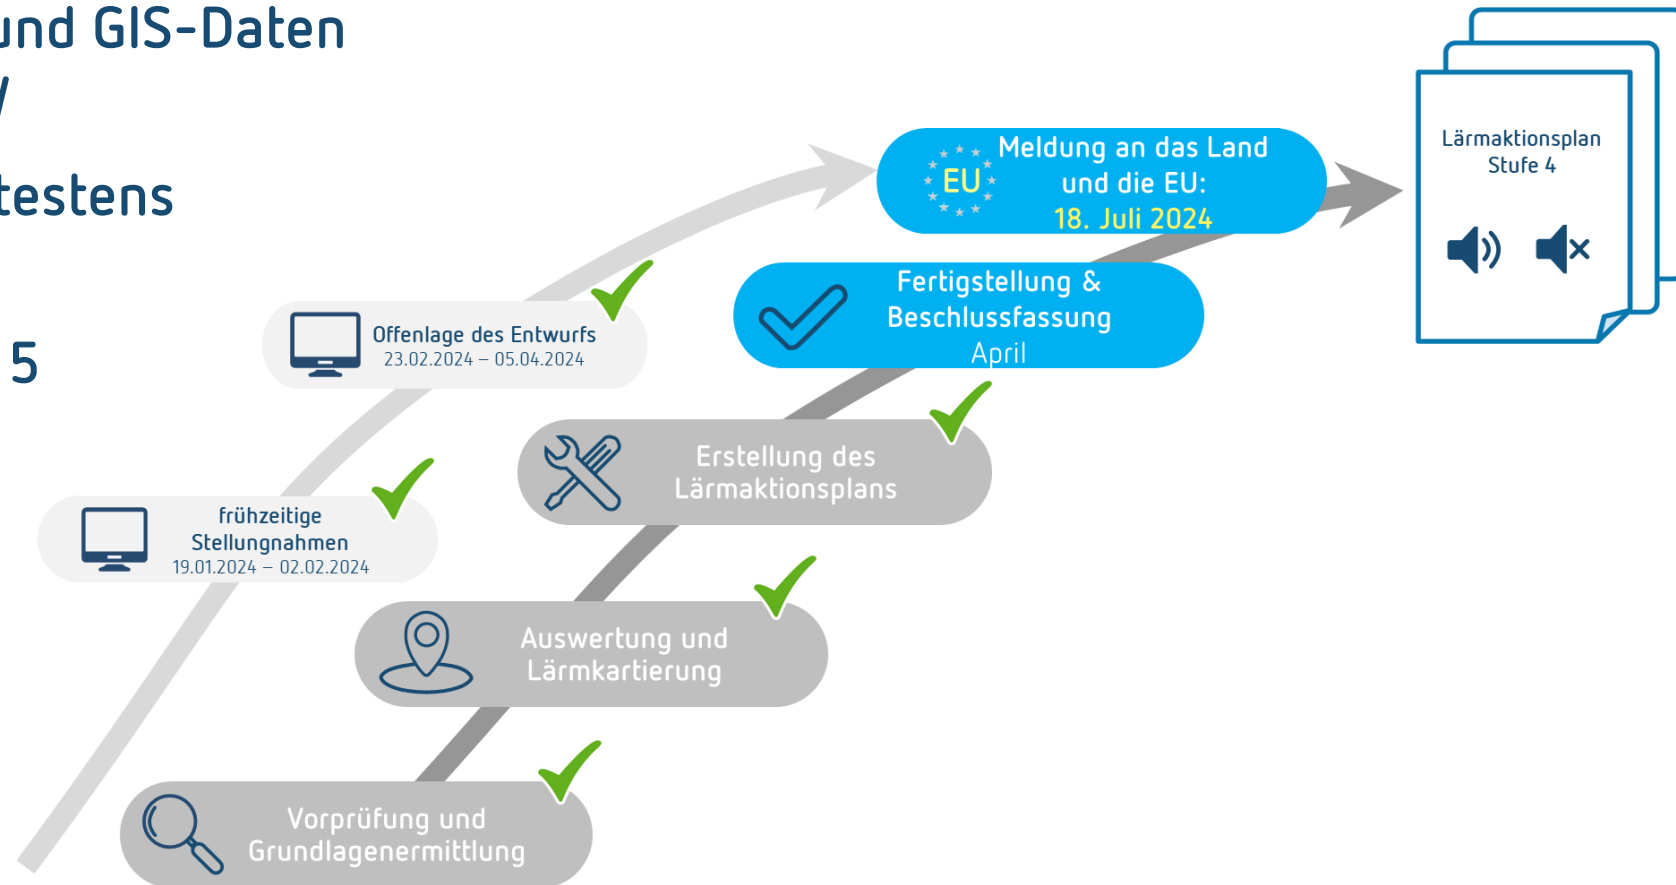 und GIS-Daten
testens
5
Meldung an das Land
und die EU:
18. Juli 2024
EU
Lärmaktionsplan
Stufe 4
Fertigstellung &
Beschlussfassung
April
Offenlage des Entwurfs
23.02.2024 – 05.04.2024
Erstellung des
Lärmaktionsplans
frühzeitige
Stellungnahmen
19.01.2024 – 02.02.2024
Auswertung und
Lärmkartierung
Vorprüfung und
Grundlagenermittlung